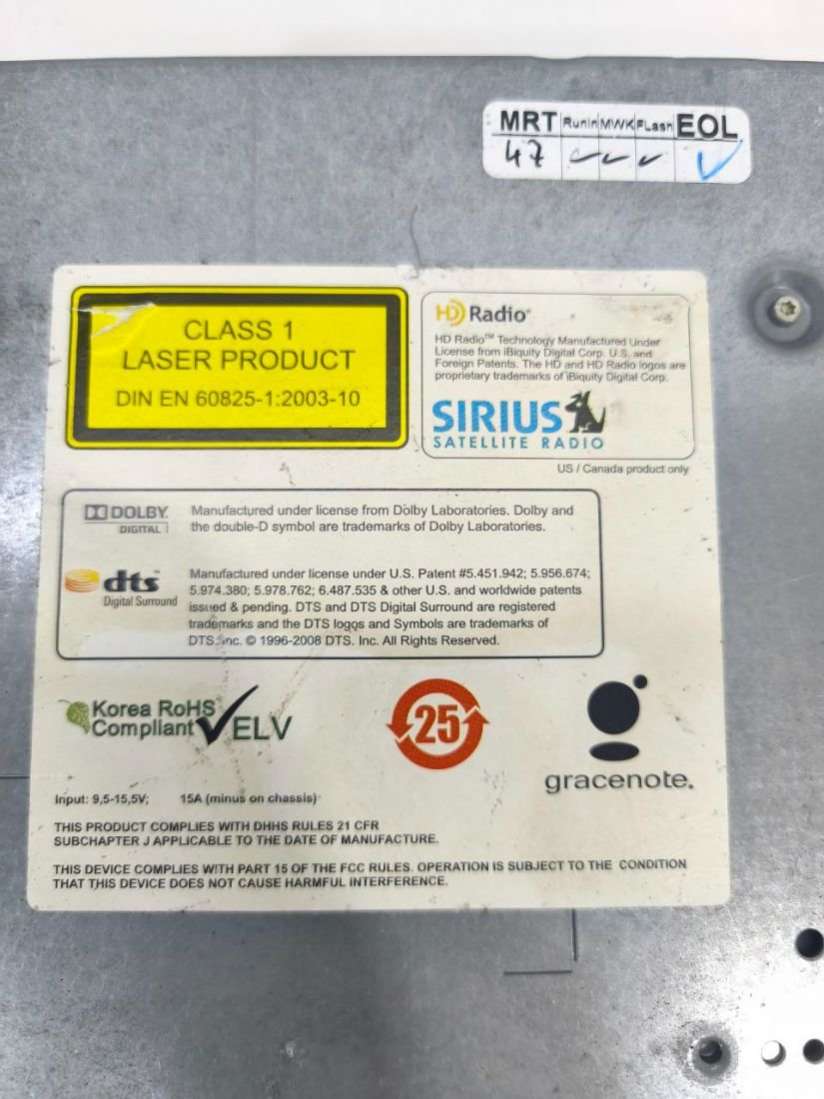 MRT RunIn MWK FLash EOL
47
CLASS 1
LASER PRODUCT
DIN EN 60825-1:2003-10
HD Radio
HD Radio™ Technology Manufactured Under
License from iBiquity Digital Corp. U.S. and
Foreign Patents. The HD and HD Radio logos are
proprietary trademarks of iBiquity Digital Corp.
SIRIUS
SATELLITE RADIO
US / Canada product only
DOLBY
DIGITAL
Manufactured under license from Dolby Laboratories. Dolby and
the double-D symbol are trademarks of Dolby Laboratories.
dts™
Digital Surround
Manufactured under license under U.S. Patent #5.451.942; 5.956.674;
5.974.380; 5.978.762; 6.487.535 & other U.S. and worldwide patents
issued & pending. DTS and DTS Digital Surround are registered
trademarks and the DTS logos and Symbols are trademarks of
DTS. Inc. © 1996-2008 DTS. Inc. All Rights Reserved.
Korea RoHS
Compliant ELV
25
gracenote.
Input: 9,5-15,5V; 15A (minus on chassis)
THIS PRODUCT COMPLIES WITH DHHS RULES 21 CFR
SUBCHAPTER J APPLICABLE TO THE DATE OF MANUFACTURE.
THIS DEVICE COMPLIES WITH PART 15 OF THE FCC RULES. OPERATION IS SUBJECT TO THE CONDITION
THAT THIS DEVICE DOES NOT CAUSE HARMFUL INTERFERENCE.